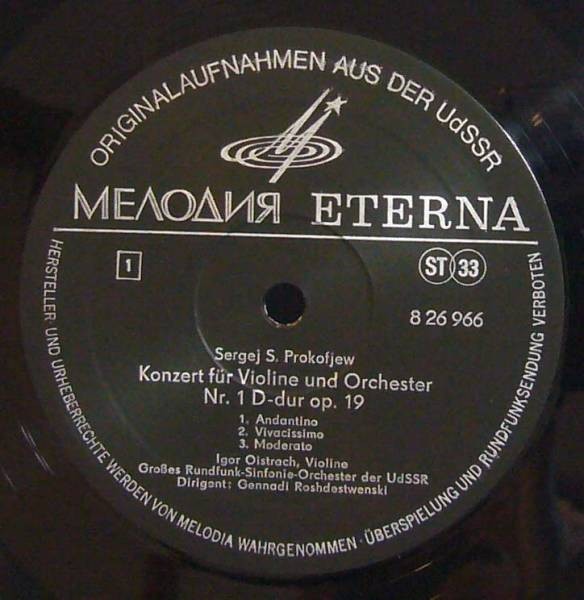 ORIGINALAUFNAHMEN AUS DER UdSSR
МЕЛОДИЯ ETERNA
1
ST 33
8 26 966
Sergej S. Prokofjew
Konzert für Violine und Orchester
Nr. 1 D-dur op. 19
1. Andantino
2. Vivacissimo
3. Moderato
Igor Oistrach, Violine
Großes Rundfunk-Sinfonie-Orchester der UdSSR
Dirigent: Gennadi Roshdestwenski
HERSTELLER- UND URHEBERRECHTE WERDEN VON MELODIA WAHRGENOMMEN · ÜBERSPIELUNG UND RUNDFUNKSENDUNG VERBOTEN